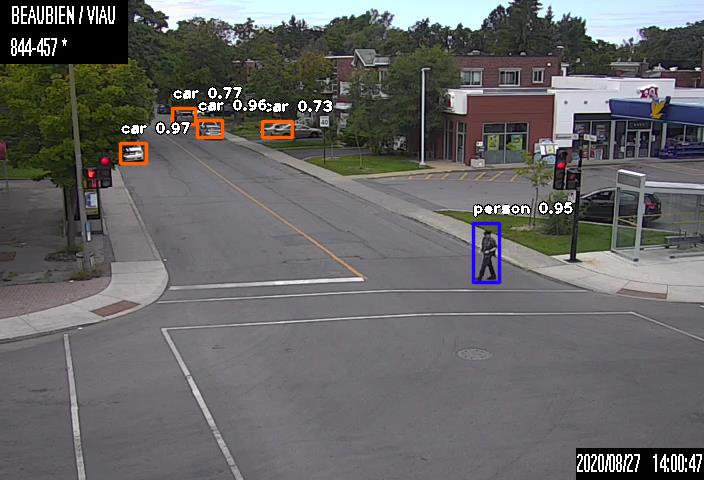 BEAUBIEN / VIAU
844-457 *
car 0.77
car 0.96
car 0.73
car 0.97
40
person 0.95
2020/08/27 14:00:47